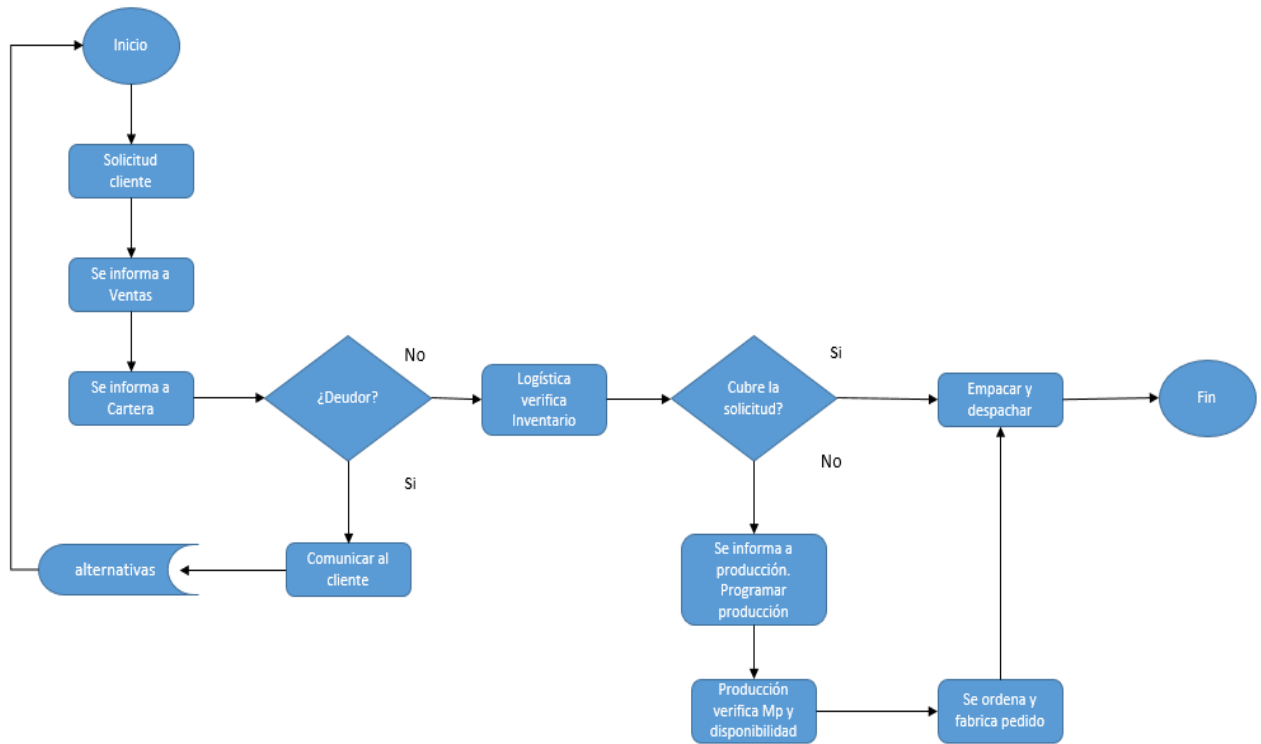 Inicio
Solicitud
cliente
Se informa a
Ventas
Se informa a
Cartera
¿Deudor?
No
Si
Logística
verifica
Inventario
Cubre la
solicitud?
Si
No
Empacar y
despachar
Fin
alternativas
Comunicar al
cliente
Se informa a
producción.
Programar
producción
Producción
verifica Mp y
disponibilidad
Se ordena y
fabrica pedido